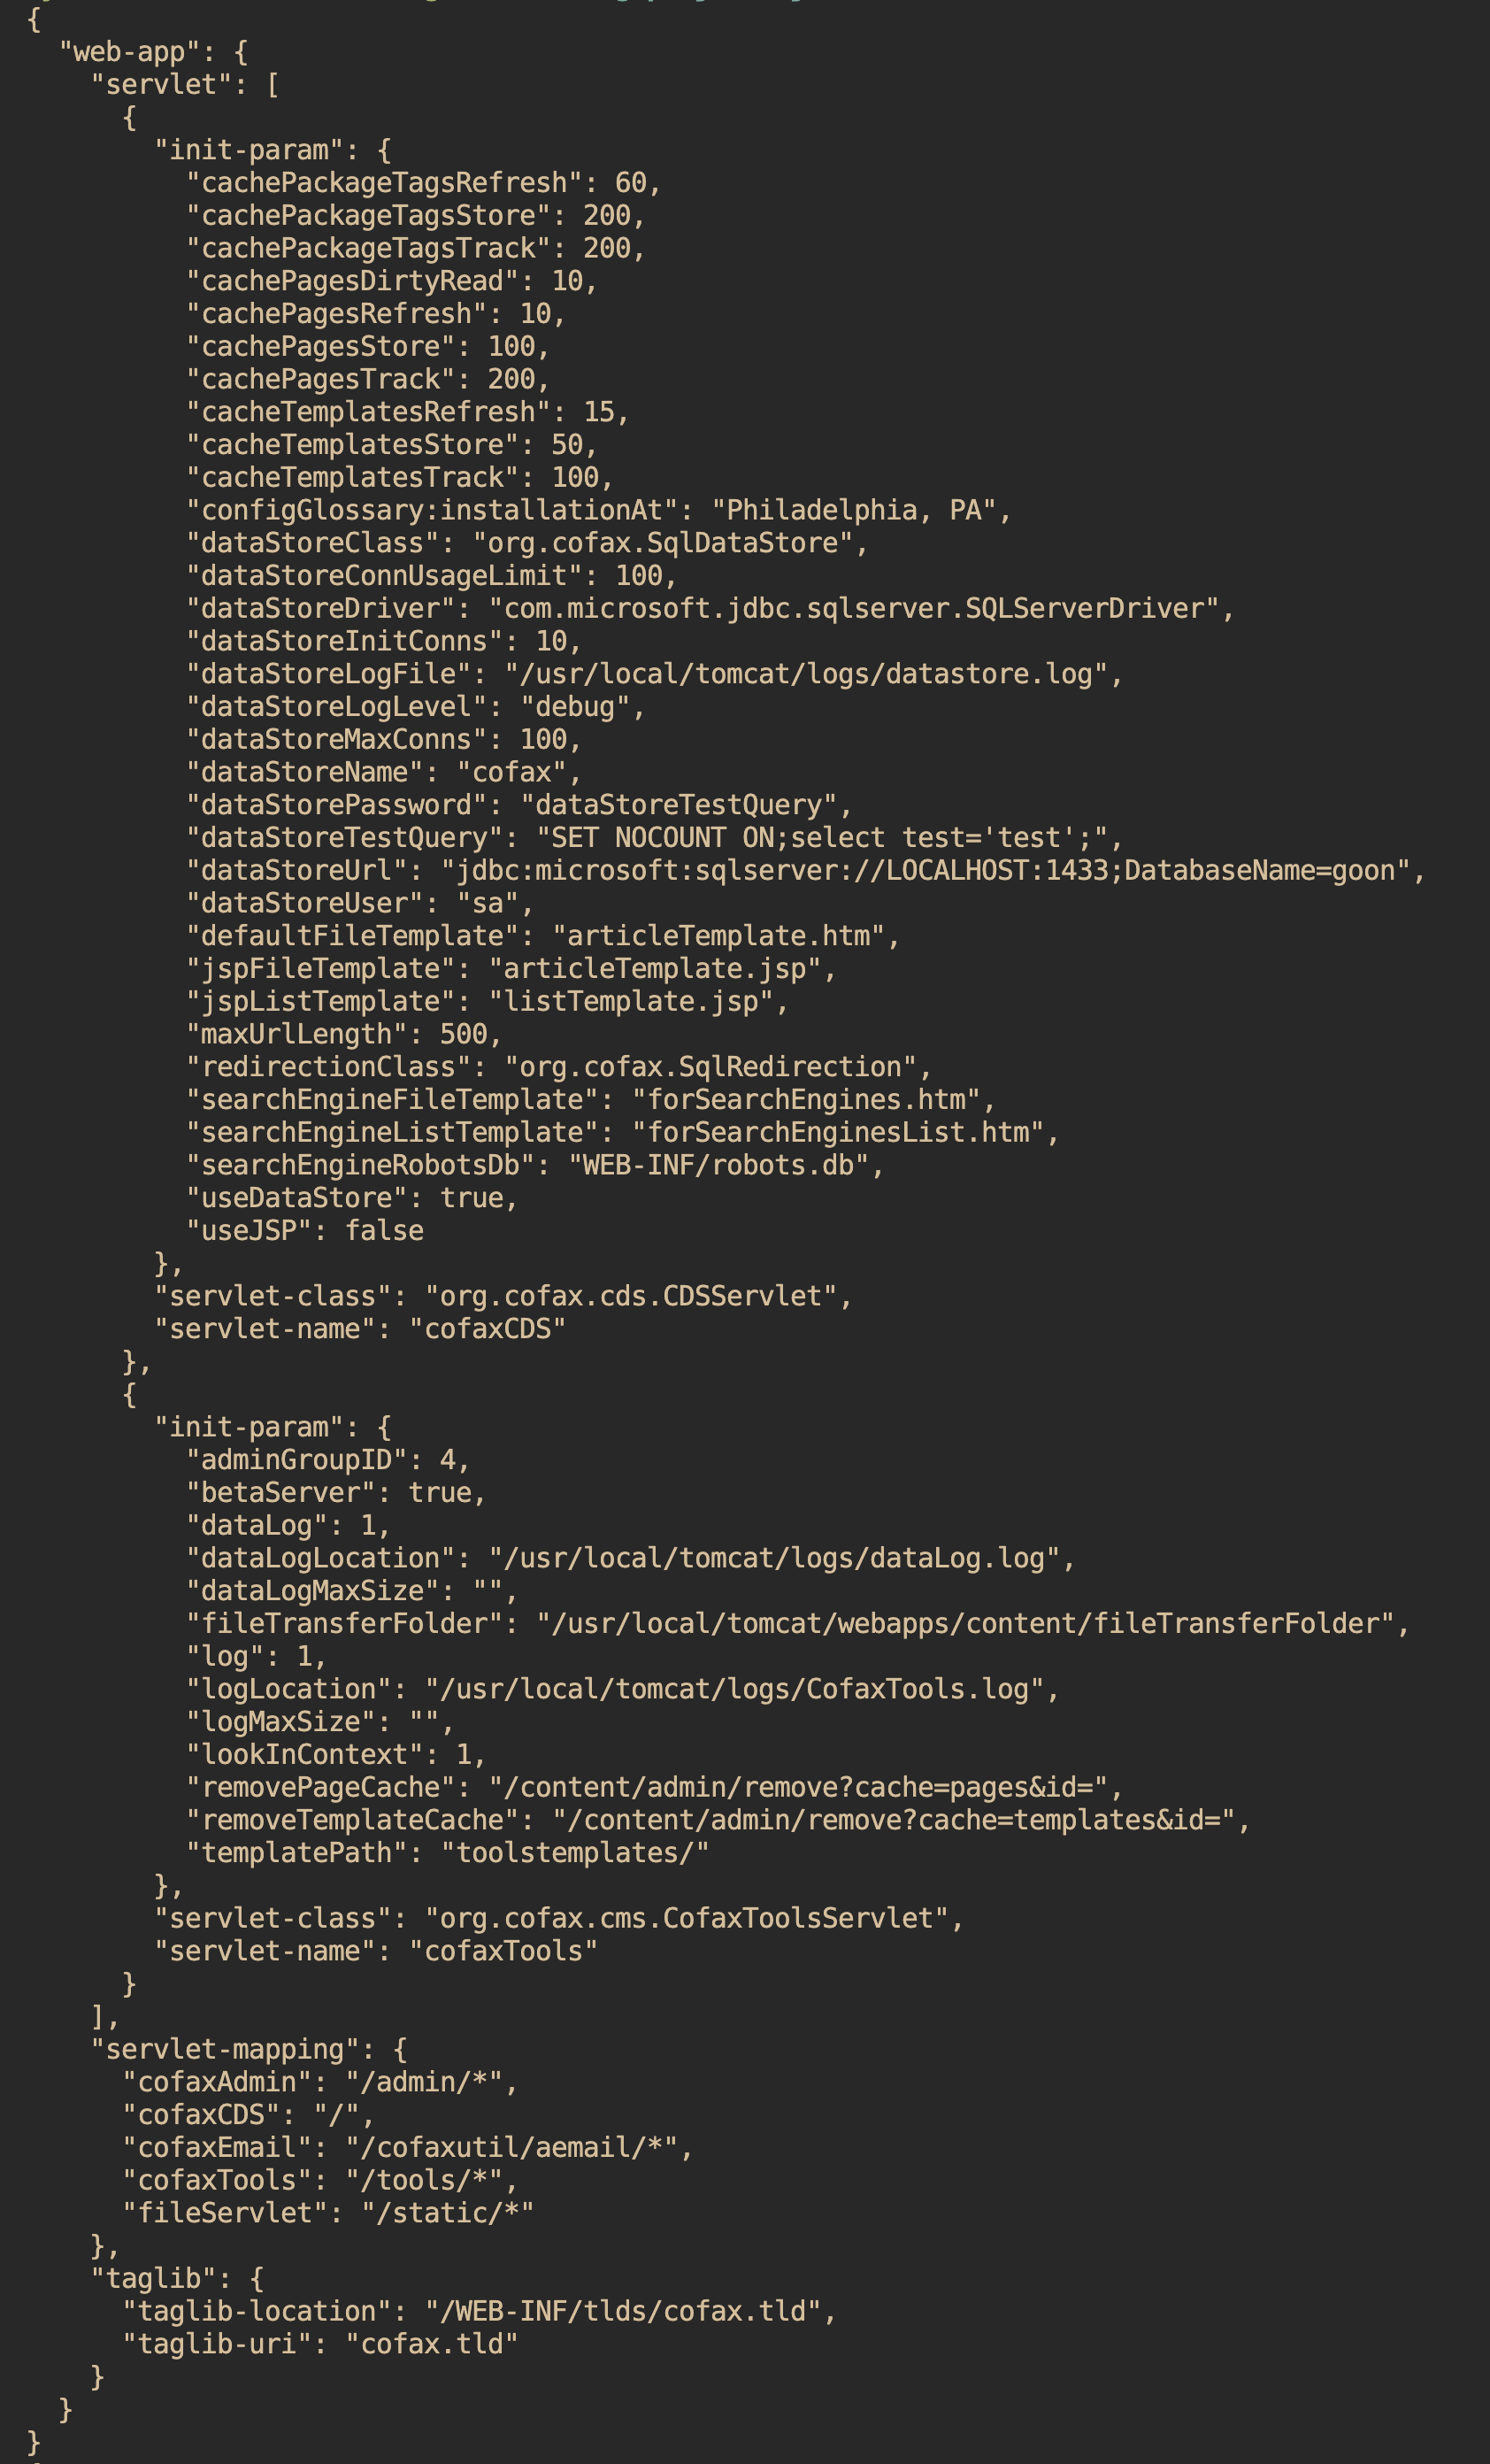 {
  "web-app": {
    "servlet": [
      {
        "init-param": {
          "cachePackageTagsRefresh": 60,
          "cachePackageTagsStore": 200,
          "cachePackageTagsTrack": 200,
          "cachePagesDirtyRead": 10,
          "cachePagesRefresh": 10,
          "cachePagesStore": 100,
          "cachePagesTrack": 200,
          "cacheTemplatesRefresh": 15,
          "cacheTemplatesStore": 50,
          "cacheTemplatesTrack": 100,
          "configGlossary:installationAt": "Philadelphia, PA",
          "dataStoreClass": "org.cofax.SqlDataStore",
          "dataStoreConnUsageLimit": 100,
          "dataStoreDriver": "com.microsoft.jdbc.sqlserver.SQLServerDriver",
          "dataStoreInitConns": 10,
          "dataStoreLogFile": "/usr/local/tomcat/logs/datastore.log",
          "dataStoreLogLevel": "debug",
          "dataStoreMaxConns": 100,
          "dataStoreName": "cofax",
          "dataStorePassword": "dataStoreTestQuery",
          "dataStoreTestQuery": "SET NOCOUNT ON;select test='test';",
          "dataStoreUrl": "jdbc:microsoft:sqlserver://LOCALHOST:1433;DatabaseName=goon",
          "dataStoreUser": "sa",
          "defaultFileTemplate": "articleTemplate.htm",
          "jspFileTemplate": "articleTemplate.jsp",
          "jspListTemplate": "listTemplate.jsp",
          "maxUrlLength": 500,
          "redirectionClass": "org.cofax.SqlRedirection",
          "searchEngineFileTemplate": "forSearchEngines.htm",
          "searchEngineListTemplate": "forSearchEnginesList.htm",
          "searchEngineRobotsDb": "WEB-INF/robots.db",
          "useDataStore": true,
          "useJSP": false
        },
        "servlet-class": "org.cofax.cds.CDSServlet",
        "servlet-name": "cofaxCDS"
      },
      {
        "init-param": {
          "adminGroupID": 4,
          "betaServer": true,
          "dataLog": 1,
          "dataLogLocation": "/usr/local/tomcat/logs/dataLog.log",
          "dataLogMaxSize": "",
          "fileTransferFolder": "/usr/local/tomcat/webapps/content/fileTransferFolder",
          "log": 1,
          "logLocation": "/usr/local/tomcat/logs/CofaxTools.log",
          "logMaxSize": "",
          "lookInContext": 1,
          "removePageCache": "/content/admin/remove?cache=pages&id=",
          "removeTemplateCache": "/content/admin/remove?cache=templates&id=",
          "templatePath": "toolstemplates/"
        },
        "servlet-class": "org.cofax.cms.CofaxToolsServlet",
        "servlet-name": "cofaxTools"
      }
    ],
    "servlet-mapping": {
      "cofaxAdmin": "/admin/*",
      "cofaxCDS": "/",
      "cofaxEmail": "/cofaxutil/aemail/*",
      "cofaxTools": "/tools/*",
      "fileServlet": "/static/*"
    },
    "taglib": {
      "taglib-location": "/WEB-INF/tlds/cofax.tld",
      "taglib-uri": "cofax.tld"
    }
  }
}